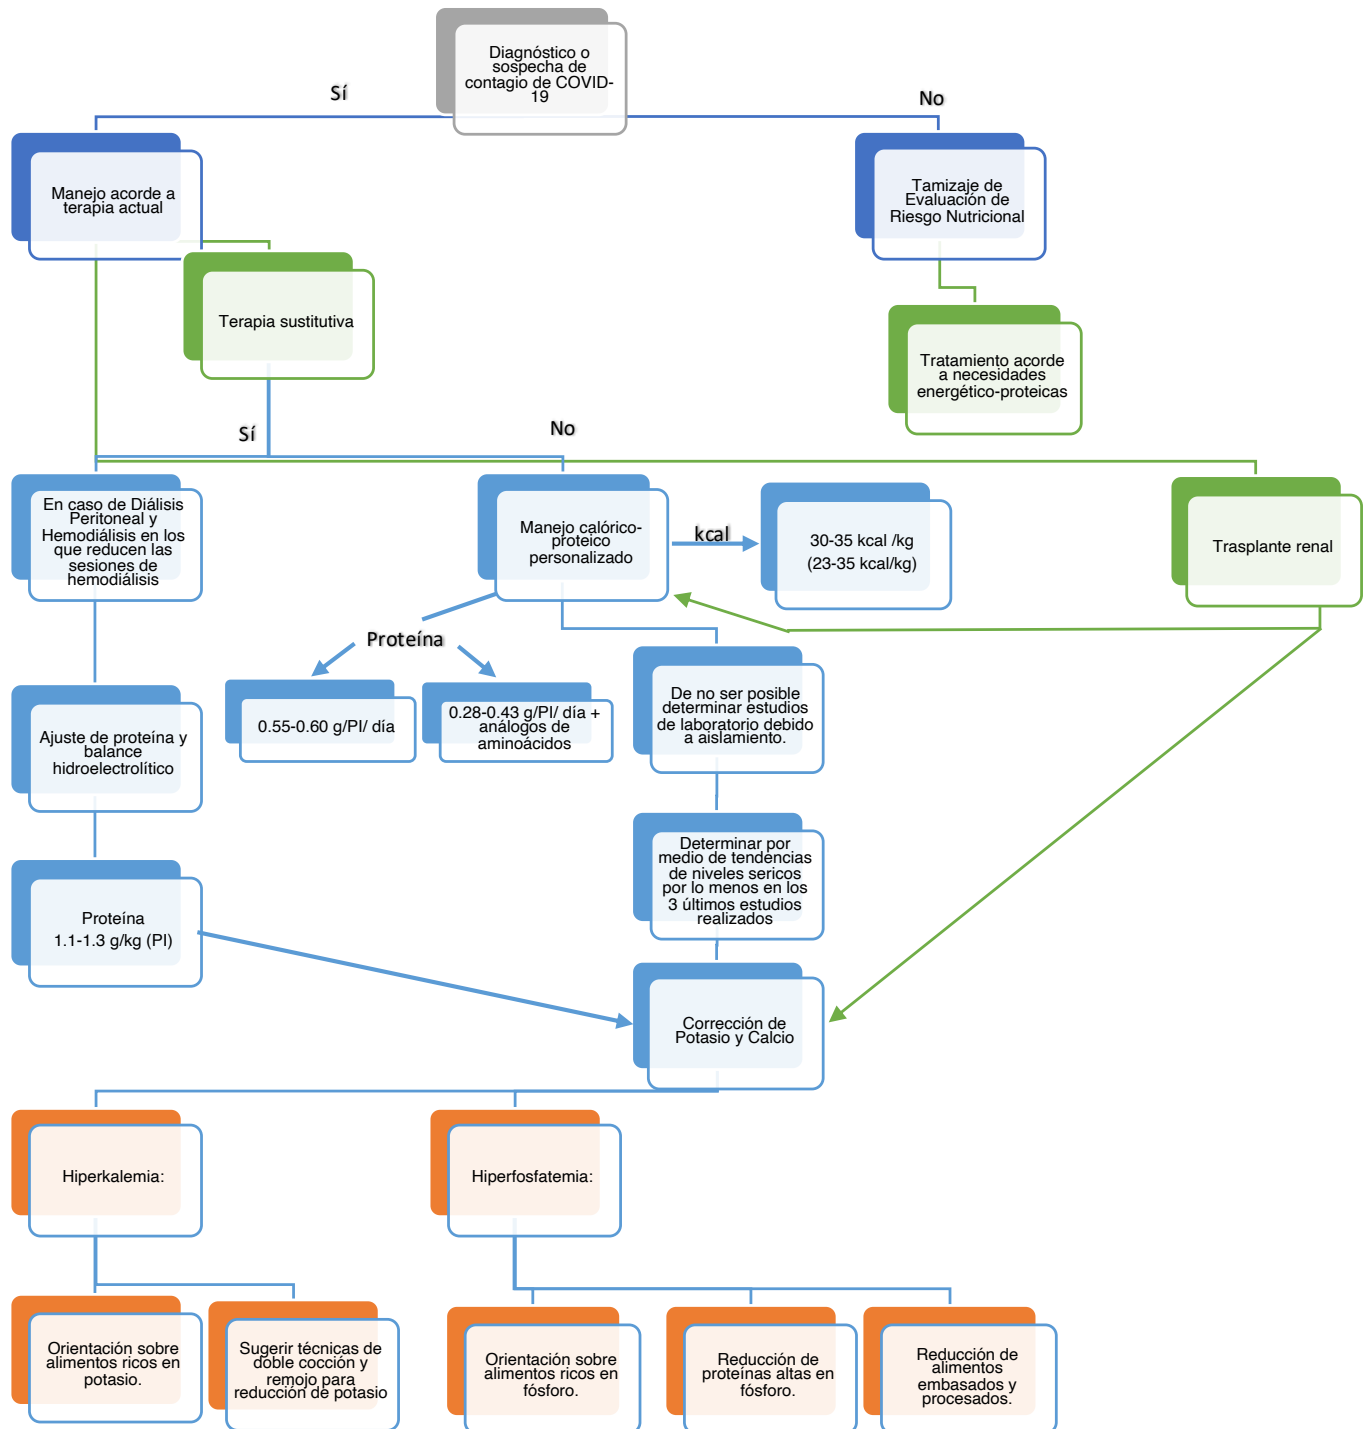 Diagnóstico o
sospecha de
contagio de COVID-
19
Sí
No
Manejo acorde a
terapia actual
Tamizaje de
Evaluación de
Riesgo Nutricional
Terapia sustitutiva
Tratamiento acorde
a necesidades
energético-proteicas
Sí
No
En caso de Diálisis
Peritoneal y
Hemodiálisis en los
que reducen las
sesiones de
hemodiálisis
Manejo calórico-
proteico
personalizado
kcal
30-35 kcal /kg
(23-35 kcal/kg)
Trasplante renal
Proteína
0.55-0.60 g/PI/ día
0.28-0.43 g/PI/ día +
análogos de
aminoácidos
De no ser posible
determinar estudios
de laboratorio debido
a aislamiento.
Ajuste de proteína y
balance
hidroelectrolítico
Determinar por
medio de tendencias
de niveles sericos
por lo menos en los
3 últimos estudios
realizados
Proteína
1.1-1.3 g/kg (PI)
Corrección de
Potasio y Calcio
Hiperkalemia:
Hiperfosfatemia:
Orientación sobre
alimentos ricos en
potasio.
Sugerir técnicas de
doble cocción y
remojo para
reducción de potasio
Orientación sobre
alimentos ricos en
fósforo.
Reducción de
proteínas altas en
fósforo.
Reducción de
alimentos
embasados y
procesados.